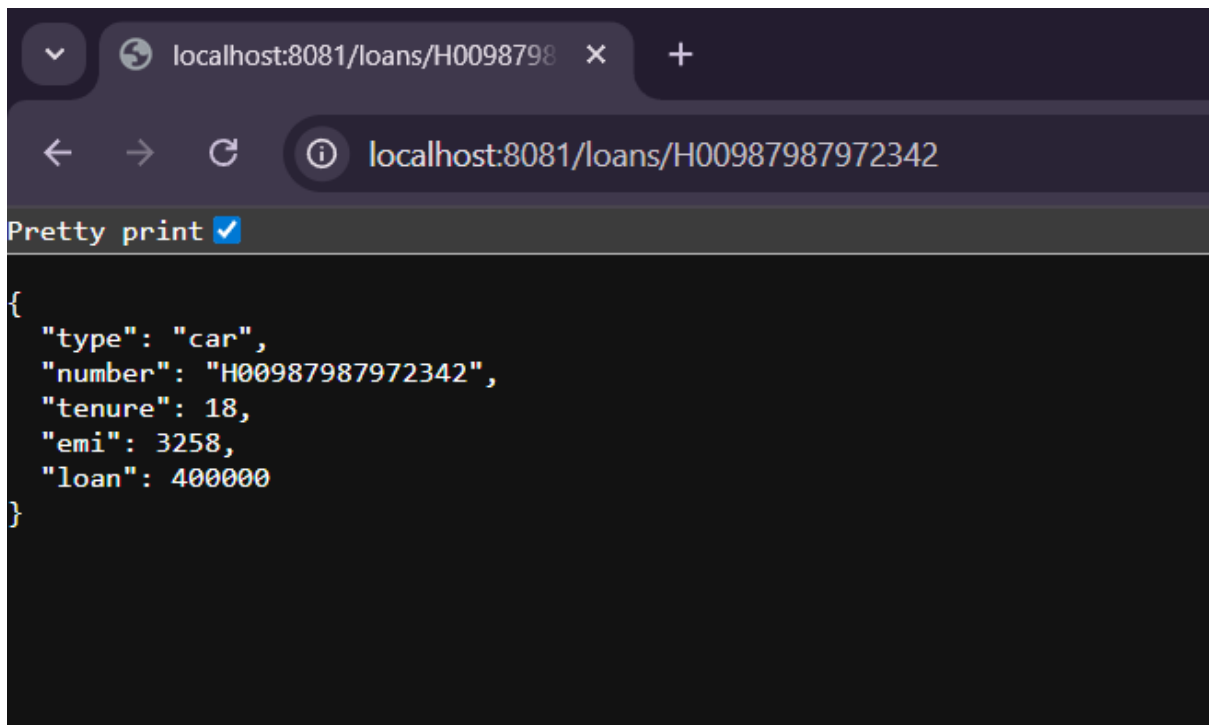 localhost:8081/loans/H0098798
localhost:8081/loans/H00987987972342
Pretty print
{
  "type": "car",
  "number": "H00987987972342",
  "tenure": 18,
  "emi": 3258,
  "loan": 400000
}